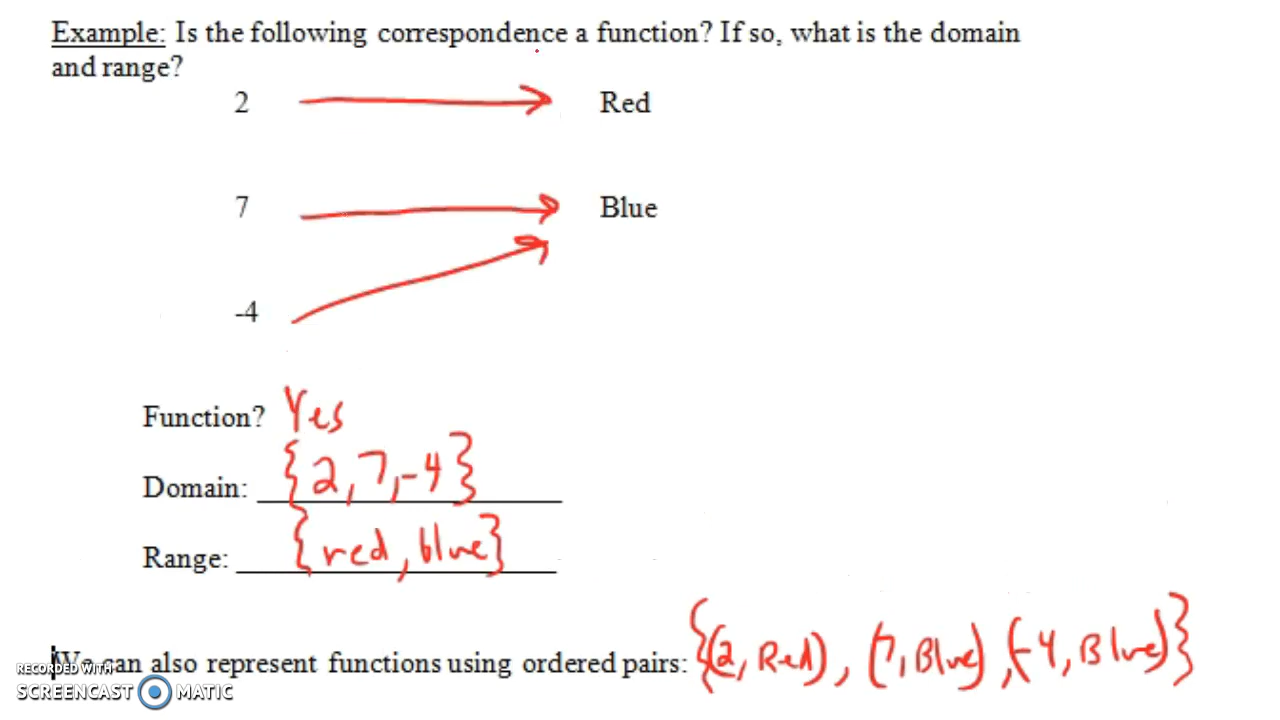 Example: Is the following correspondence a function? If so, what is the domain
and range?
2 Red
7 Blue
-4
Function? Yes
Domain: {2, 7, -4}
Range: {red, blue}
can also represent functions using ordered pairs: {(2, Red), (7, Blue), (-4, Blue)}
RECORDED WITH
SCREENCAST MATIC